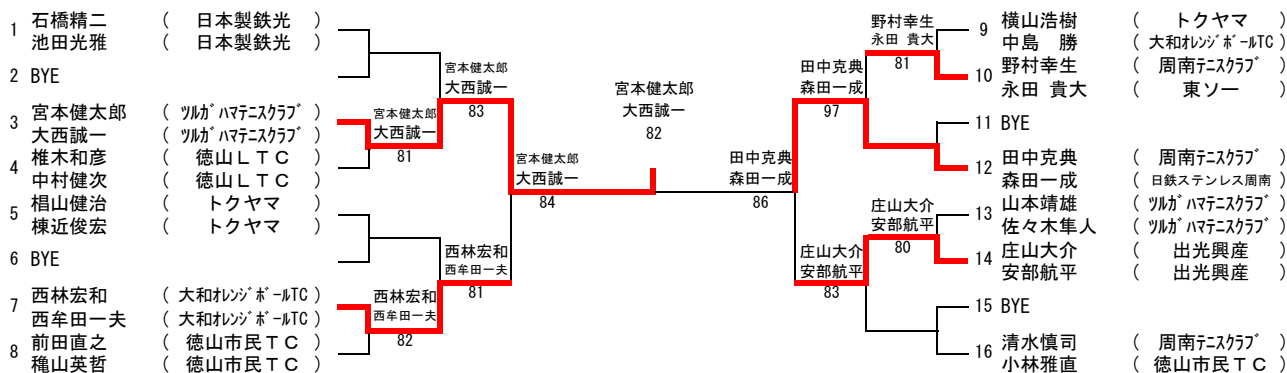 1 石橋精二 ( 日本製鉄光 )
池田光雅 ( 日本製鉄光 )
2 BYE
3 宮本健太郎 ( ﾂﾙｶﾞﾊﾏﾃﾆｽｸﾗﾌﾞ )
大西誠一 ( ﾂﾙｶﾞﾊﾏﾃﾆｽｸﾗﾌﾞ )
4 椎木和彦 ( 徳山ＬＴＣ )
中村健次 ( 徳山ＬＴＣ )
5 椙山健治 ( トクヤマ )
棟近俊宏 ( トクヤマ )
6 BYE
7 西林宏和 ( 大和ｵﾚﾝｼﾞﾎﾞｰﾙTC )
西牟田一夫 ( 大和ｵﾚﾝｼﾞﾎﾞｰﾙTC )
8 前田直之 ( 徳山市民ＴＣ )
穐山英哲 ( 徳山市民ＴＣ )
宮本健太郎
大西誠一
81
西林宏和
西牟田一夫
82
宮本健太郎
大西誠一
83
西林宏和
西牟田一夫
81
宮本健太郎
大西誠一
84
宮本健太郎
大西誠一
82
田中克典
森田一成
86
田中克典
森田一成
97
庄山大介
安部航平
83
野村幸生
永田 貴大
81
庄山大介
安部航平
80
9 横山浩樹 ( トクヤマ )
中島　勝 ( 大和ｵﾚﾝｼﾞﾎﾞｰﾙTC )
10 野村幸生 ( 周南ﾃﾆｽｸﾗﾌﾞ )
永田 貴大 ( 東ソー )
11 BYE
12 田中克典 ( 周南ﾃﾆｽｸﾗﾌﾞ )
森田一成 ( 日鉄ステンレス周南 )
13 山本靖雄 ( ﾂﾙｶﾞﾊﾏﾃﾆｽｸﾗﾌﾞ )
佐々木隼人 ( ﾂﾙｶﾞﾊﾏﾃﾆｽｸﾗﾌﾞ )
14 庄山大介 ( 出光興産 )
安部航平 ( 出光興産 )
15 BYE
16 清水慎司 ( 周南ﾃﾆｽｸﾗﾌﾞ )
小林雅直 ( 徳山市民ＴＣ )